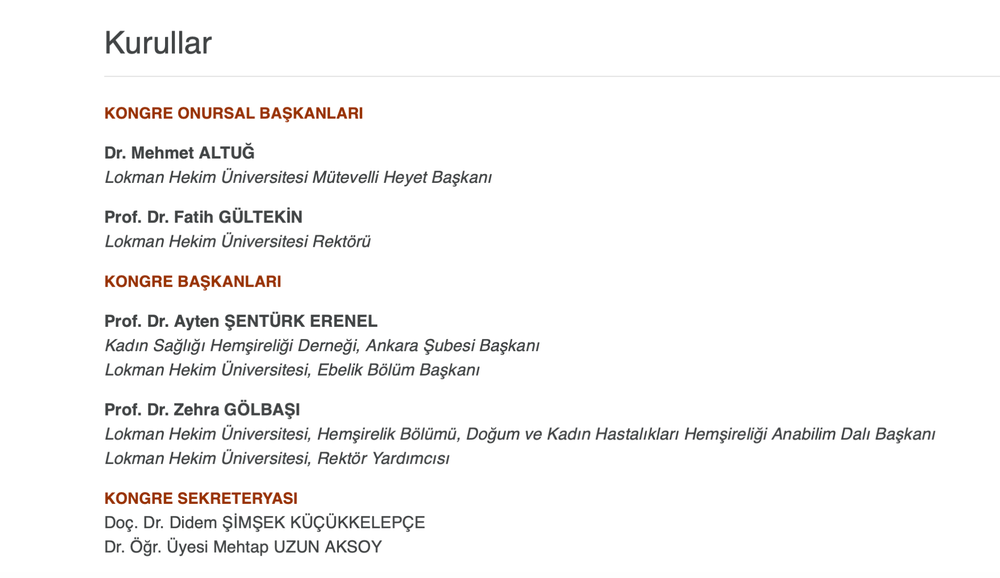 Kurullar
KONGRE ONURSAL BAŞKANLARI
Dr. Mehmet ALTUĞ
Lokman Hekim Üniversitesi Mütevelli Heyet Başkanı
Prof. Dr. Fatih GÜLTEKİN
Lokman Hekim Üniversitesi Rektörü
KONGRE BAŞKANLARI
Prof. Dr. Ayten ŞENTÜRK ERENEL
Kadın Sağlığı Hemşireliği Derneği, Ankara Şubesi Başkanı
Lokman Hekim Üniversitesi, Ebelik Bölüm Başkanı
Prof. Dr. Zehra GÖLBAŞI
Lokman Hekim Üniversitesi, Hemşirelik Bölümü, Doğum ve Kadın Hastalıkları Hemşireliği Anabilim Dalı Başkanı
Lokman Hekim Üniversitesi, Rektör Yardımcısı
KONGRE SEKRETERYASI
Doç. Dr. Didem ŞİMŞEK KÜÇÜKKELEPÇE
Dr. Öğr. Üyesi Mehtap UZUN AKSOY